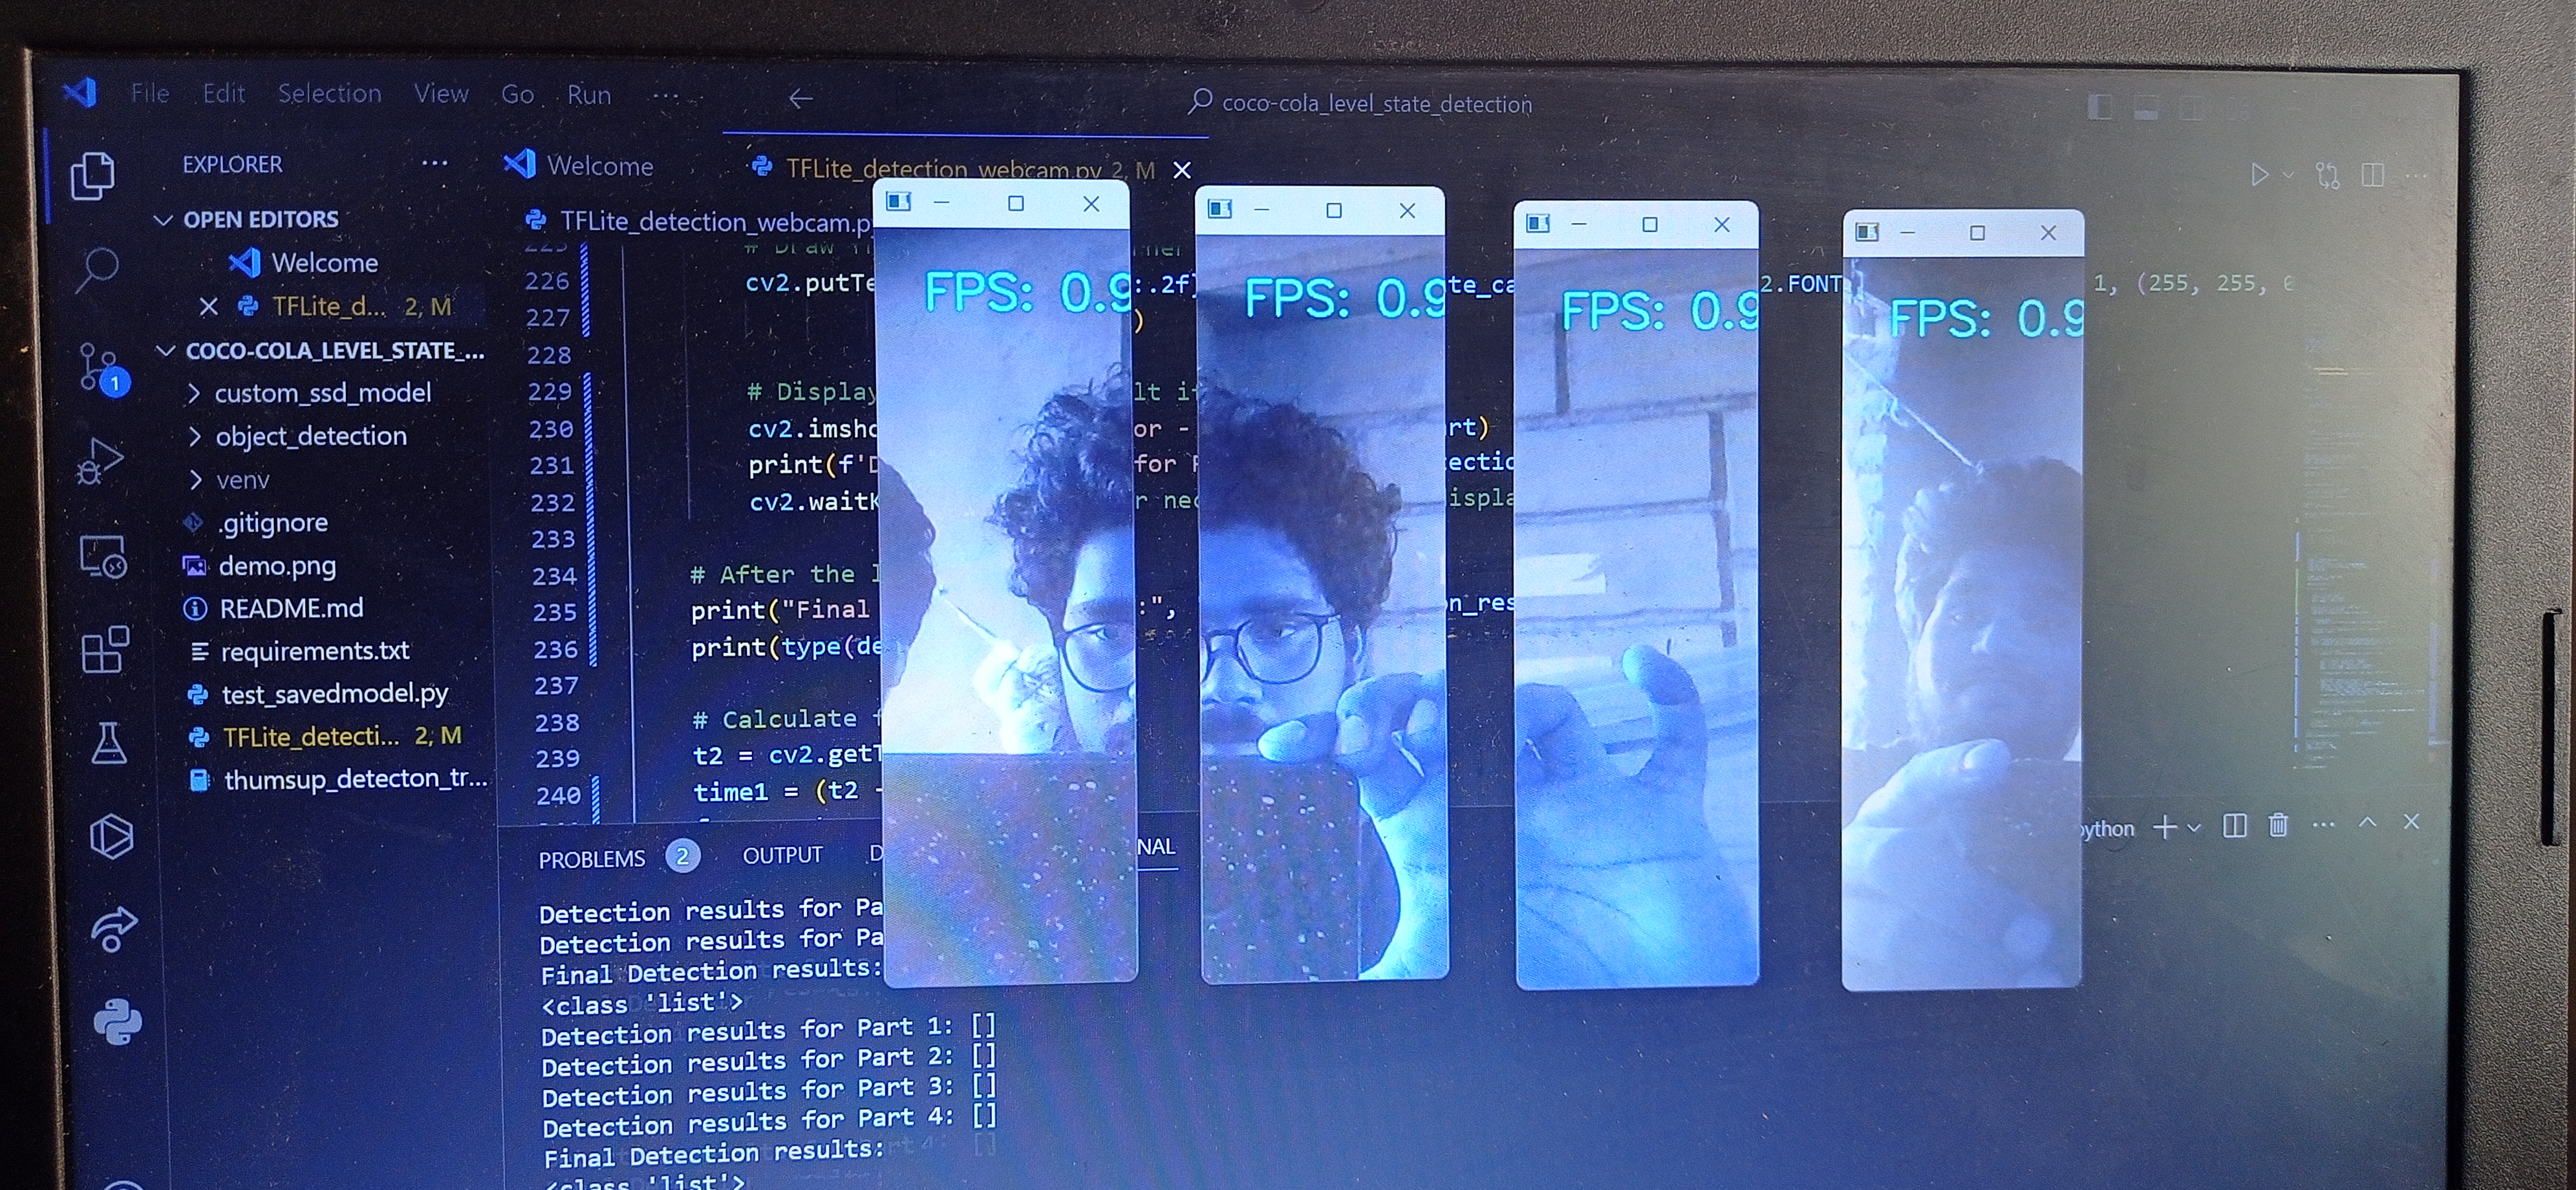 File Edit Selection View Go Run ...
coco-cola_level_state_detection
EXPLORER ...
OPEN EDITORS
Welcome
TFLite_d... 2, M
COCO-COLA_LEVEL_STATE_...
custom_ssd_model
object_detection
venv
.gitignore
demo.png
README.md
requirements.txt
test_savedmodel.py
TFLite_detecti... 2, M
thumsup_detecton_tr...
1
Welcome
TFLite_detection_webcam.py 2, M
TFLite_detection_webcam.p
225 # Draw
226 cv2.putTe :.2f} te_ca 2.FONT 1, (255, 255, 
227 )
228
229 # Display lt i
230 cv2.imsho or - rt)
231 print(f'D for P ectio
232 cv2.waitK r nec ispla
233
234 # After the l
235 print("Final :", n_res
236 print(type(de
237
238 # Calculate f
239 t2 = cv2.getT
240 time1 = (t2 -
FPS: 0.9
FPS: 0.9
FPS: 0.9
FPS: 0.9
PROBLEMS 2 OUTPUT D NAL
ython
Detection results for Pa
Detection results for Pa
Final Detection results:
<class 'list'>
Detection results for Part 1: []
Detection results for Part 2: []
Detection results for Part 3: []
Detection results for Part 4: []
Final Detection results:
<class 'list'>